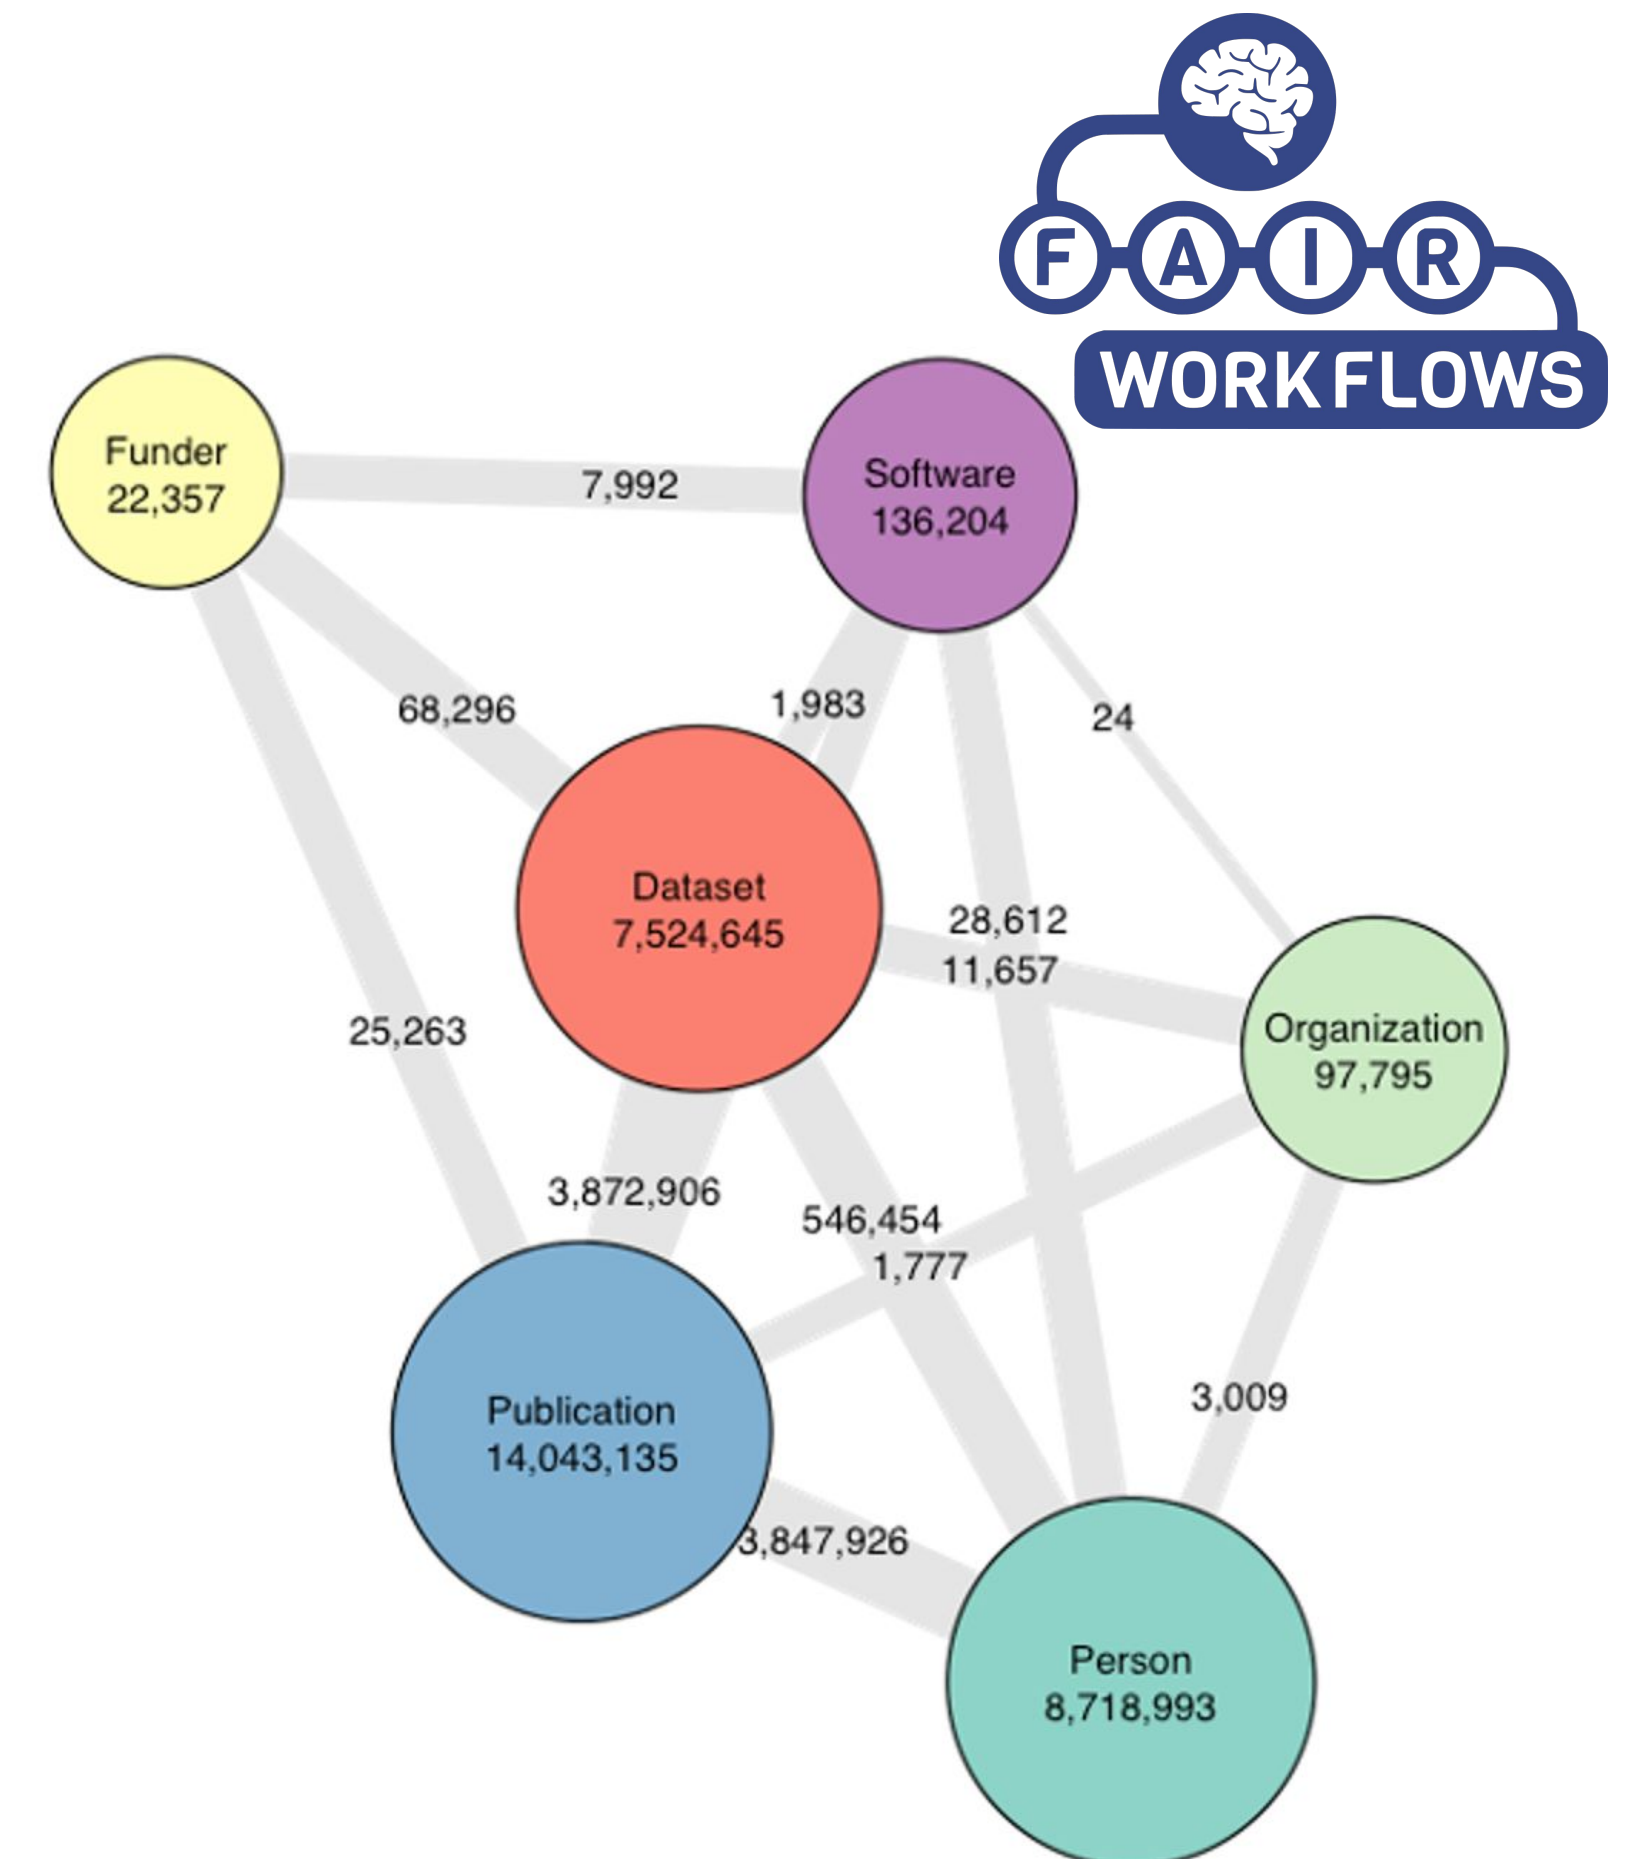 F A I R
WORKFLOWS
Funder
22,357
7,992
Software
136,204
68,296
1,983
24
Dataset
7,524,645
28,612
11,657
25,263
Organization
97,795
3,872,906
546,454
1,777
Publication
14,043,135
3,009
3,847,926
Person
8,718,993